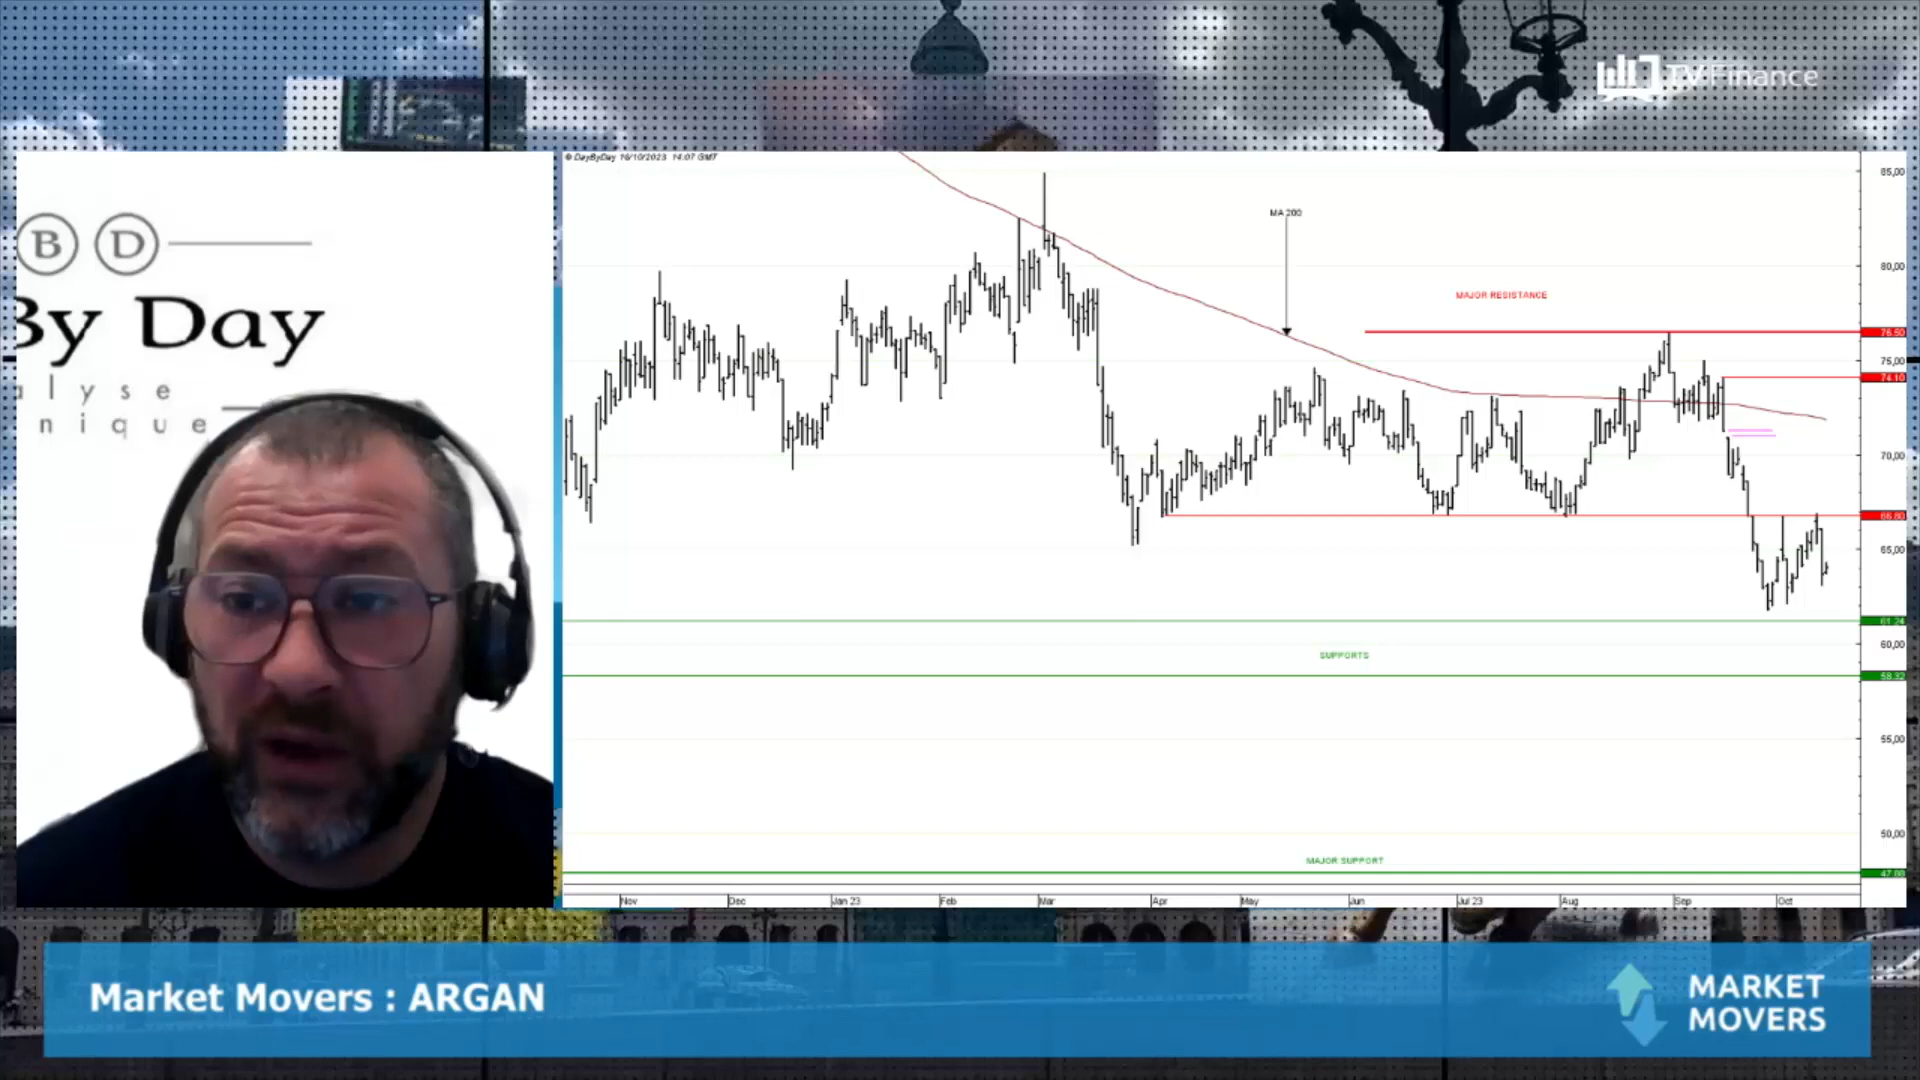 TVFinance
B D
By Day
alyse
nique
© DayByDay 16/10/2023 14:07 GMT
MA 200
MAJOR RESISTANCE
SUPPORTS
MAJOR SUPPORT
85,00
80,00
76.50
75,00
74.10
70,00
66.80
65,00
61.24
60,00
58.32
55,00
50,00
Nov
Dec
Jan 23
Feb
Mar
Apr
May
Jun
Jul 23
Aug
Sep
Oct
Market Movers : ARGAN
MARKET
MOVERS